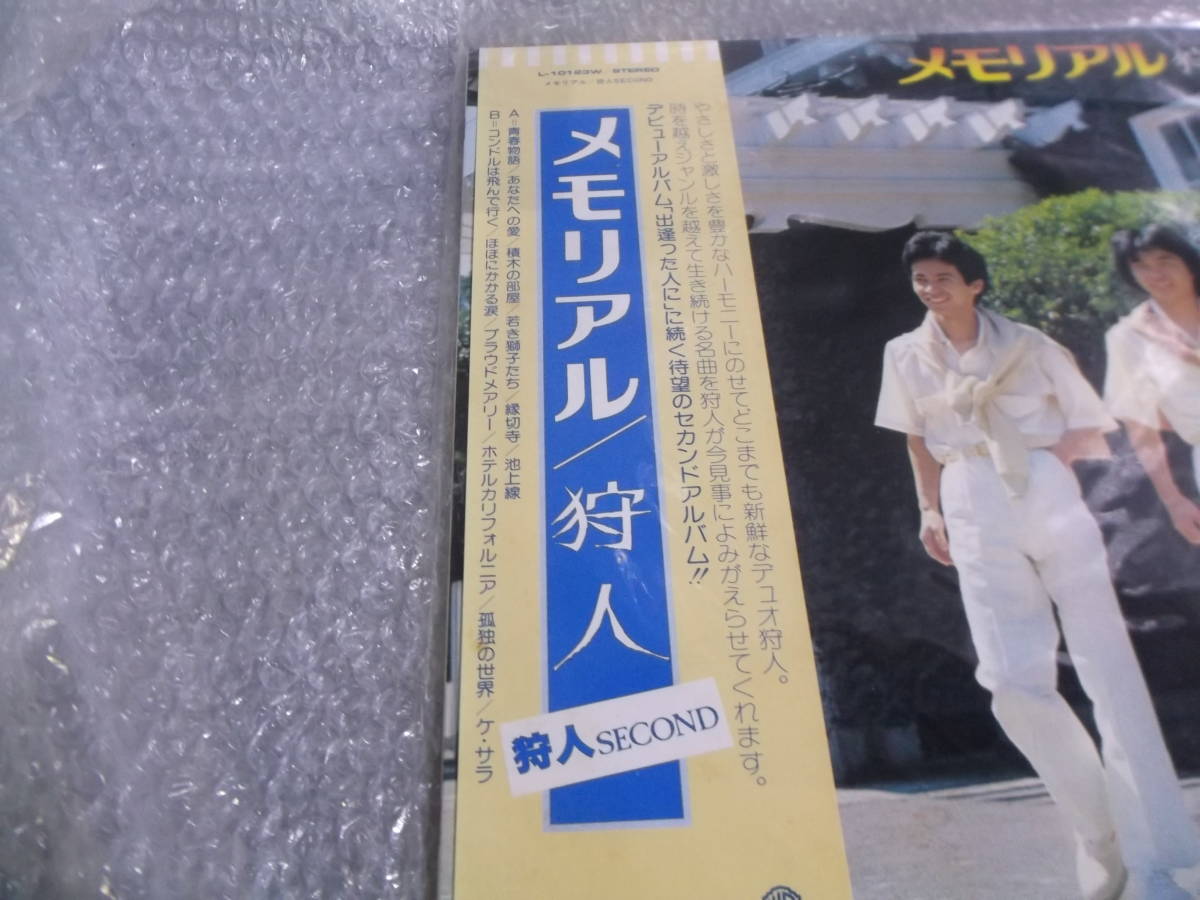 L-10123W STEREO
メモリアル/狩人SECOND
メモリアル
やさしさと激しさを豊かなハーモニーにのせてどこまでも新鮮なデュオ狩人。
時を越えジャンルを越えて生き続ける名曲を狩人が今見事によみがえらせてくれます。
デビューアルバム「出逢った人に」に続く待望のセカンドアルバム!!
メモリアル/狩人
A=青春物語/あなたへの愛/積木の部屋/若き獅子たち/縁切寺/池上線
B=コンドルは飛んで行く/ほほにかかる涙/プラウドメアリー/ホテルカリフォルニア/孤独の世界/ケ・サラ
狩人SECOND